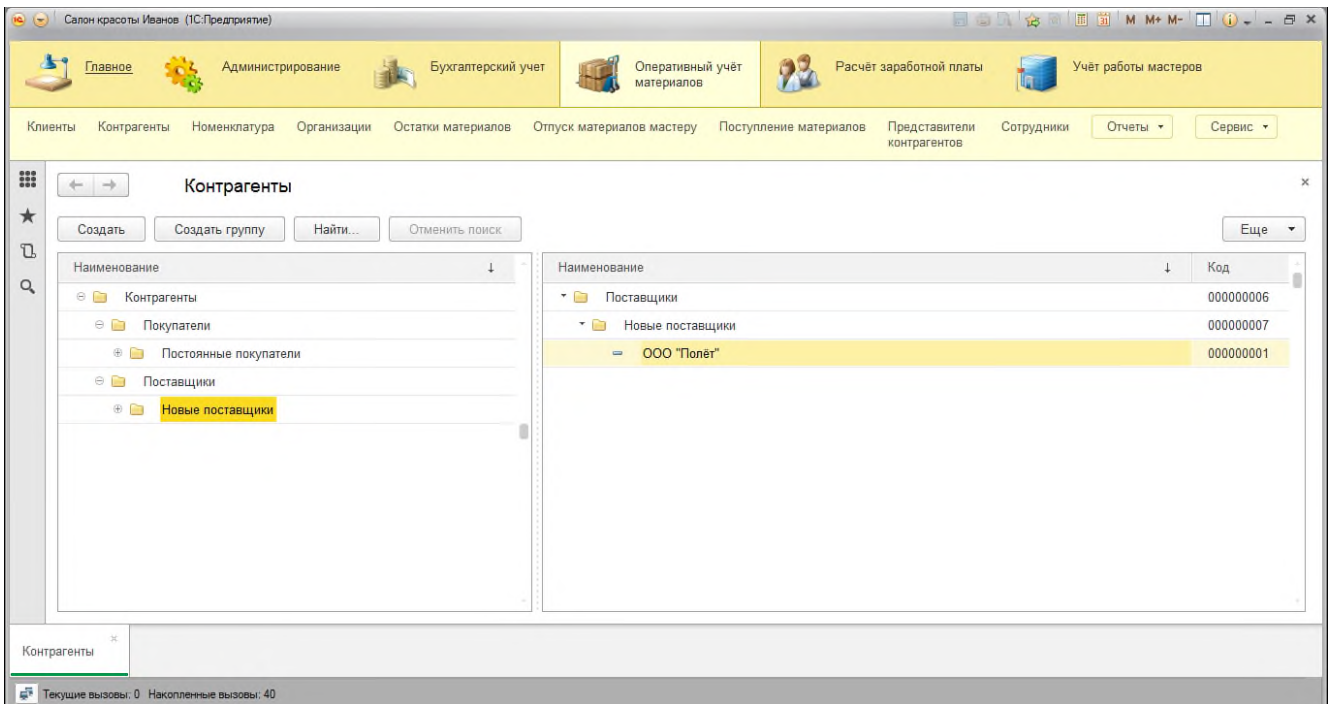 Салон красоты Иванов (1С:Предприятие)
M M+ M-
Главное Администрирование Бухгалтерский учет Оперативный учёт материалов Расчёт заработной платы Учёт работы мастеров
Клиенты Контрагенты Номенклатура Организации Остатки материалов Отпуск материалов мастеру Поступление материалов Представители контрагентов Сотрудники Отчеты Сервис
Контрагенты
Создать Создать группу Найти... Отменить поиск Еще
Наименование Наименование Код
Контрагенты Поставщики 000000006
Покупатели Новые поставщики 000000007
Постоянные покупатели ООО "Полёт" 000000001
Поставщики
Новые поставщики
Контрагенты
Текущие вызовы: 0 Накопленные вызовы: 40